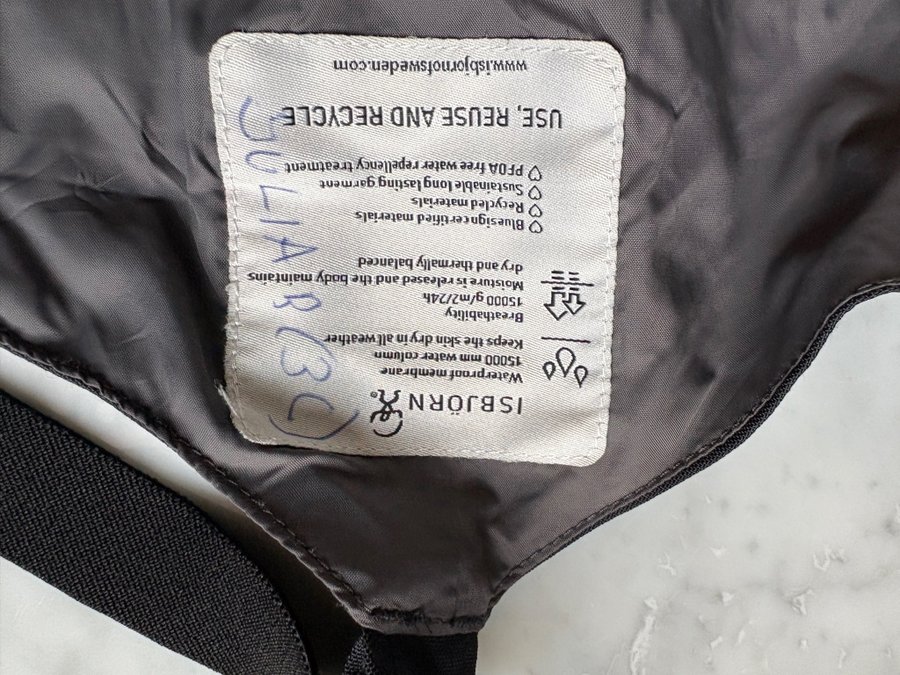 ISBJÖRN®
Waterproof membrane
15000 mm water column
Keeps the skin dry in all weather
Breathability
15000 g/m2/24h
Moisture is released and the body maintains
dry and thermally balanced
Bluesign certified materials
Recycled materials
Sustainable long lasting garment
PFOA free water repellency treatment
USE, REUSE AND RECYCLE
www.isbjornofsweden.com
JULIAR (3C)